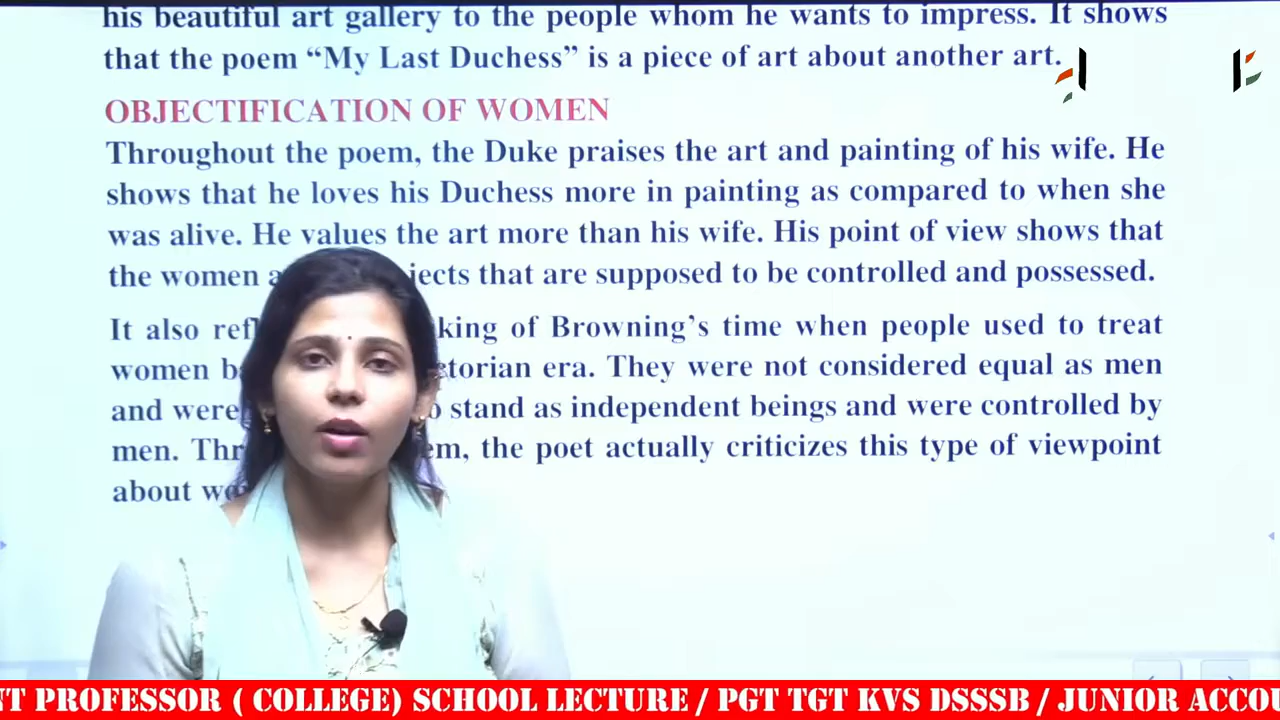 his beautiful art gallery to the people whom he wants to impress. It shows
that the poem “My Last Duchess” is a piece of art about another art.
OBJECTIFICATION OF WOMEN
Throughout the poem, the Duke praises the art and painting of his wife. He
shows that he loves his Duchess more in painting as compared to when she
was alive. He values the art more than his wife. His point of view shows that
the women a jects that are supposed to be controlled and possessed.
It also ref king of Browning’s time when people used to treat
women b torian era. They were not considered equal as men
and were o stand as independent beings and were controlled by
men. Thr em, the poet actually criticizes this type of viewpoint
about wo
NT PROFESSOR ( COLLEGE) SCHOOL LECTURE / PGT TGT KVS DSSSB / JUNIOR ACCOU